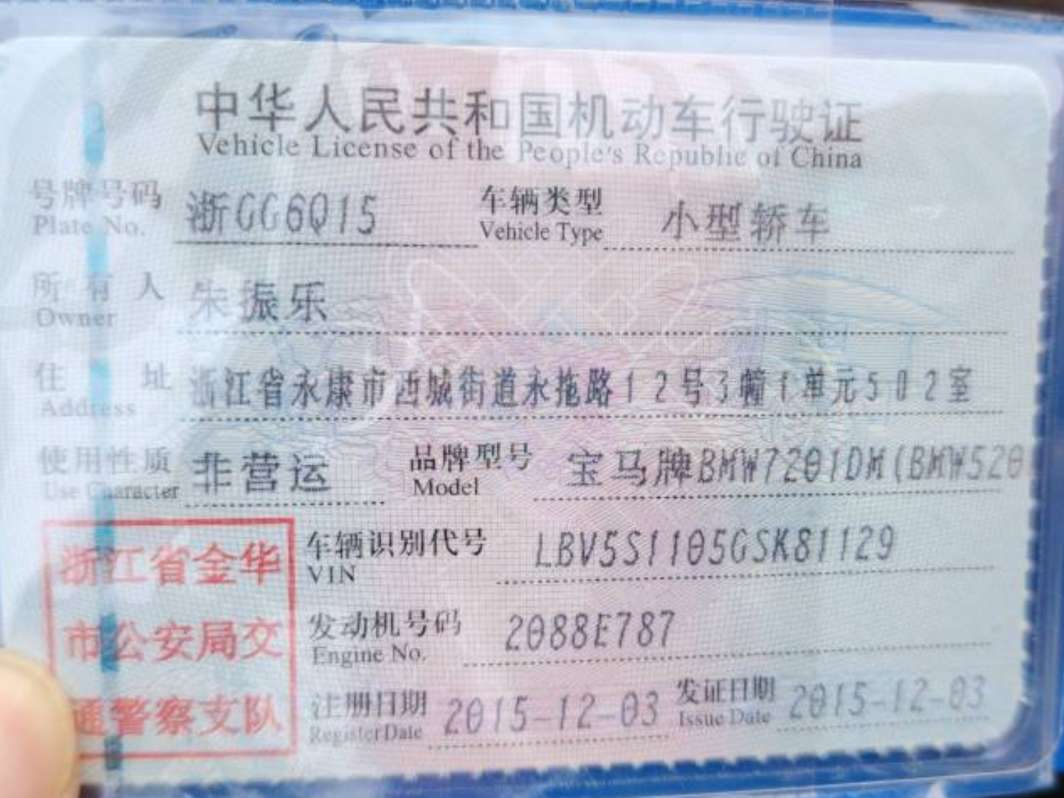 中华人民共和国机动车行驶证
Vehicle License of the People's Republic of China
号牌号码 浙GG6Q15 车辆类型 小型轿车
Plate No. Vehicle Type
所有人 朱振乐
Owner
住址 浙江省永康市西城街道永拖路12号3幢1单元502室
Address
使用性质 非营运 品牌型号 宝马牌BMW7201DM(BMW520
Use Character Model
浙江省金华
市公安局交
通警察支队
车辆识别代号 LBV5S1105GSK81129
VIN
发动机号码 2088E787
Engine No.
注册日期 2015-12-03 发证日期 2015-12-03
Register Date Issue Date